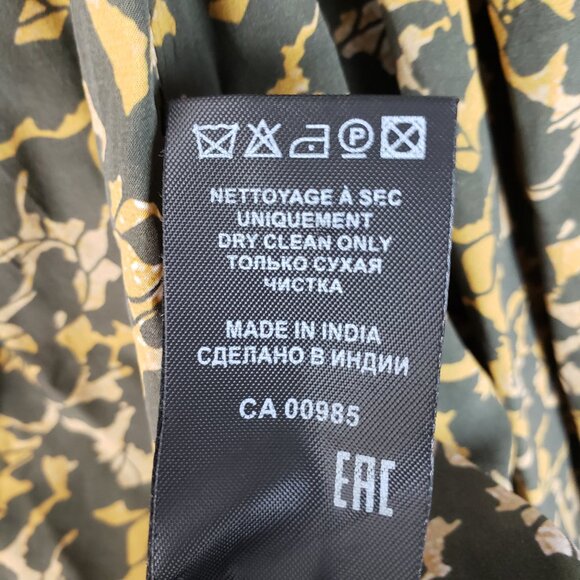 P
NETTOYAGE À SEC
UNIQUEMENT
DRY CLEAN ONLY
ТОЛЬКО СУХАЯ
ЧИСТКА
MADE IN INDIA
СДЕЛАНО В ИНДИИ
CA 00985
EAC